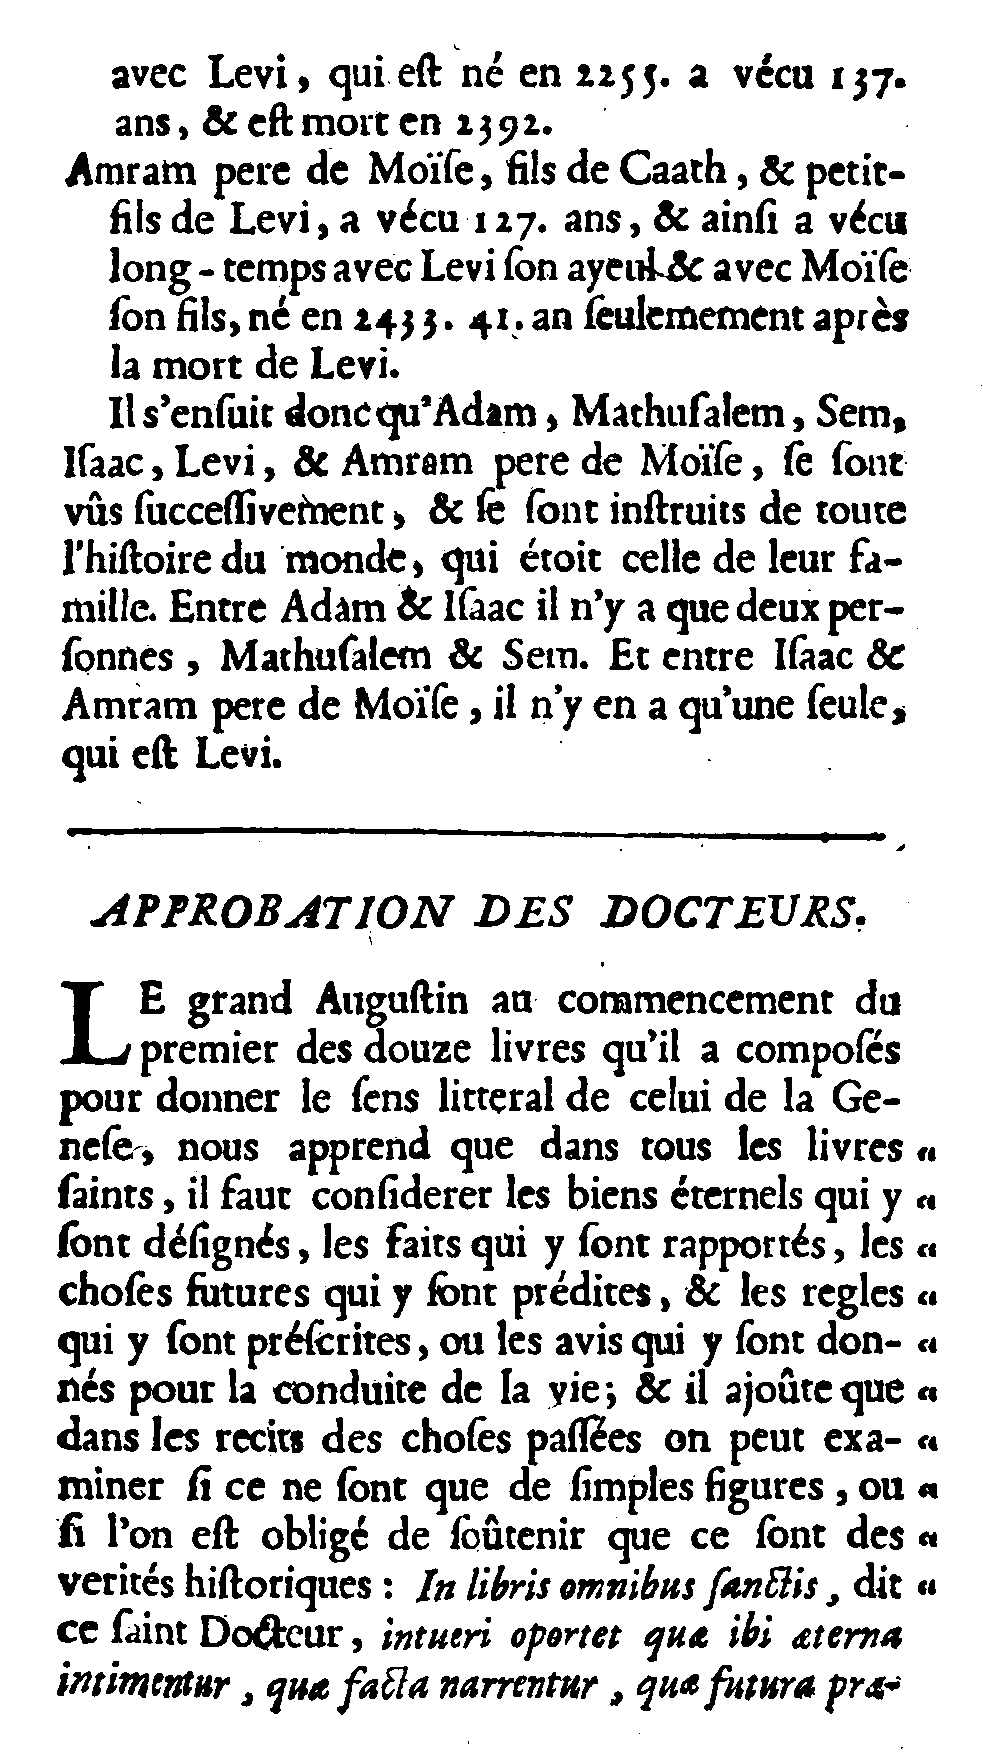 avec Levi, qui eſt né en 2255. a vécu 137.
ans, & eſt mort en 2392.
Amram pere de Moïſe, fils de Caath, & petit-
fils de Levi, a vécu 127. ans, & ainſi a vécu
long-temps avec Levi ſon ayeul & avec Moïſe
ſon fils, né en 2433. 41. an ſeulemement après
la mort de Levi.
Il s'enſuit donc qu'Adam, Mathuſalem, Sem,
Iſaac, Levi, & Amram pere de Moïſe, ſe ſont
vûs ſucceſſivement, & ſe ſont inſtruits de toute
l'hiſtoire du monde, qui étoit celle de leur fa-
mille. Entre Adam & Iſaac il n'y a que deux per-
ſonnes, Mathuſalem & Sem. Et entre Iſaac &
Amram pere de Moïſe, il n'y en a qu'une ſeule,
qui eſt Levi.
APPROBATION DES DOCTEURS.
LE grand Auguſtin au commencement du
premier des douze livres qu'il a compoſés
pour donner le ſens litteral de celui de la Ge-
neſe, nous apprend que dans tous les livres “
ſaints, il faut conſiderer les biens éternels qui y “
ſont déſignés, les faits qui y ſont rapportés, les “
choſes futures qui y ſont prédites, & les regles “
qui y ſont préſcrites, ou les avis qui y ſont don- “
nés pour la conduite de la vie; & il ajoûte que “
dans les recits des choſes paſſées on peut exa- “
miner ſi ce ne ſont que de ſimples figures, ou “
ſi l'on eſt obligé de ſoûtenir que ce ſont des “
verités hiſtoriques : In libris omnibus ſanctis, dit “
ce ſaint Docteur, intueri oportet quæ ibi æterna
intimentur, quæ facta narrentur, quæ futura præ-